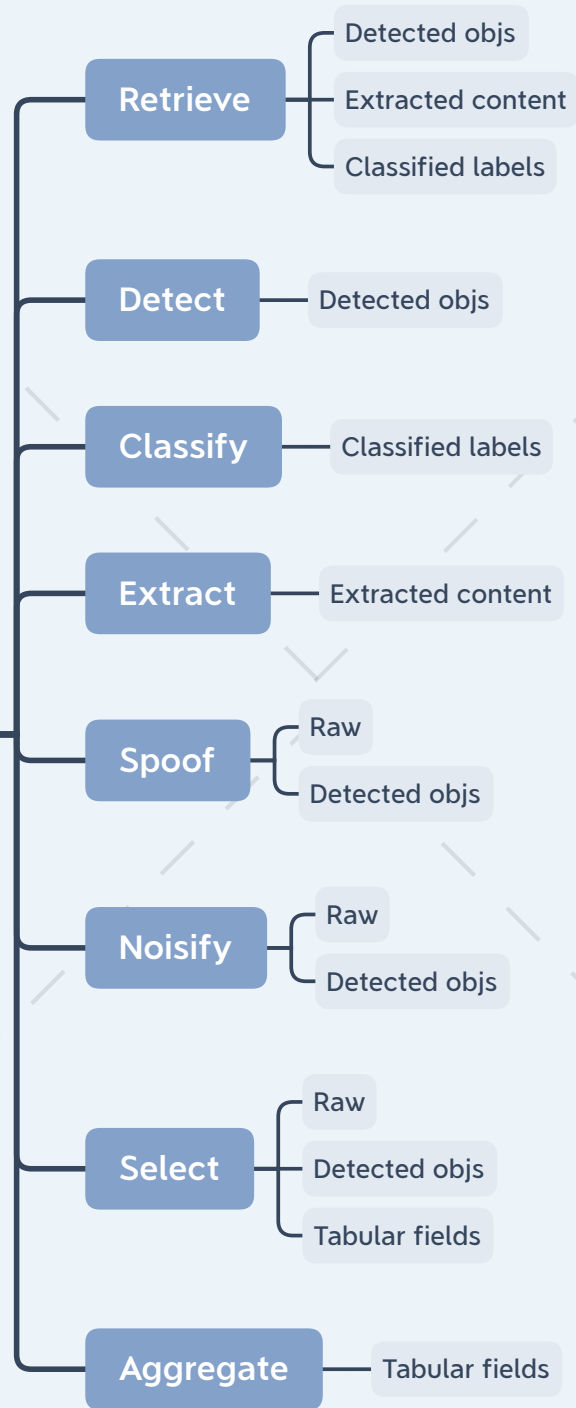 Retrieve
Detected objs
Extracted content
Classified labels
Detect
Detected objs
Classify
Classified labels
Extract
Extracted content
Spoof
Raw
Detected objs
Noisify
Raw
Detected objs
Select
Raw
Detected objs
Tabular fields
Aggregate
Tabular fields